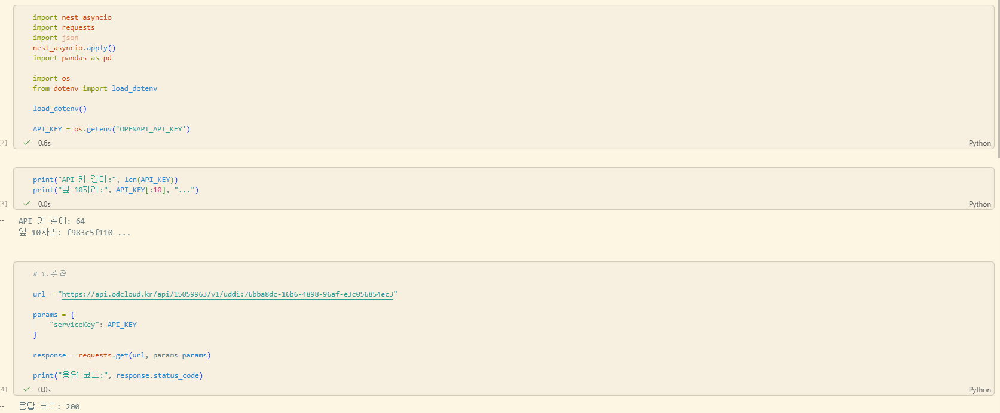 import nest_asyncio
import requests
import json
nest_asyncio.apply()
import pandas as pd
import os
from dotenv import load_dotenv
load_dotenv()
API_KEY = os.getenv('OPENAPI_API_KEY')
[2] ✓ 0.6s Python
print("API 키 길이:", len(API_KEY))
print("앞 10자리:", API_KEY[:10], "...")
[3] ✓ 0.0s Python
API 키 길이: 64
앞 10자리: f983c5f110 ...
# 1.수집
url = "https://api.odcloud.kr/api/15059963/v1/uddi:76bba8dc-16b6-4898-96af-e3c056854ec3"
params = {
"serviceKey": API_KEY
}
response = requests.get(url, params=params)
print("응답 코드:", response.status_code)
[4] ✓ 0.0s Python
응답 코드: 200